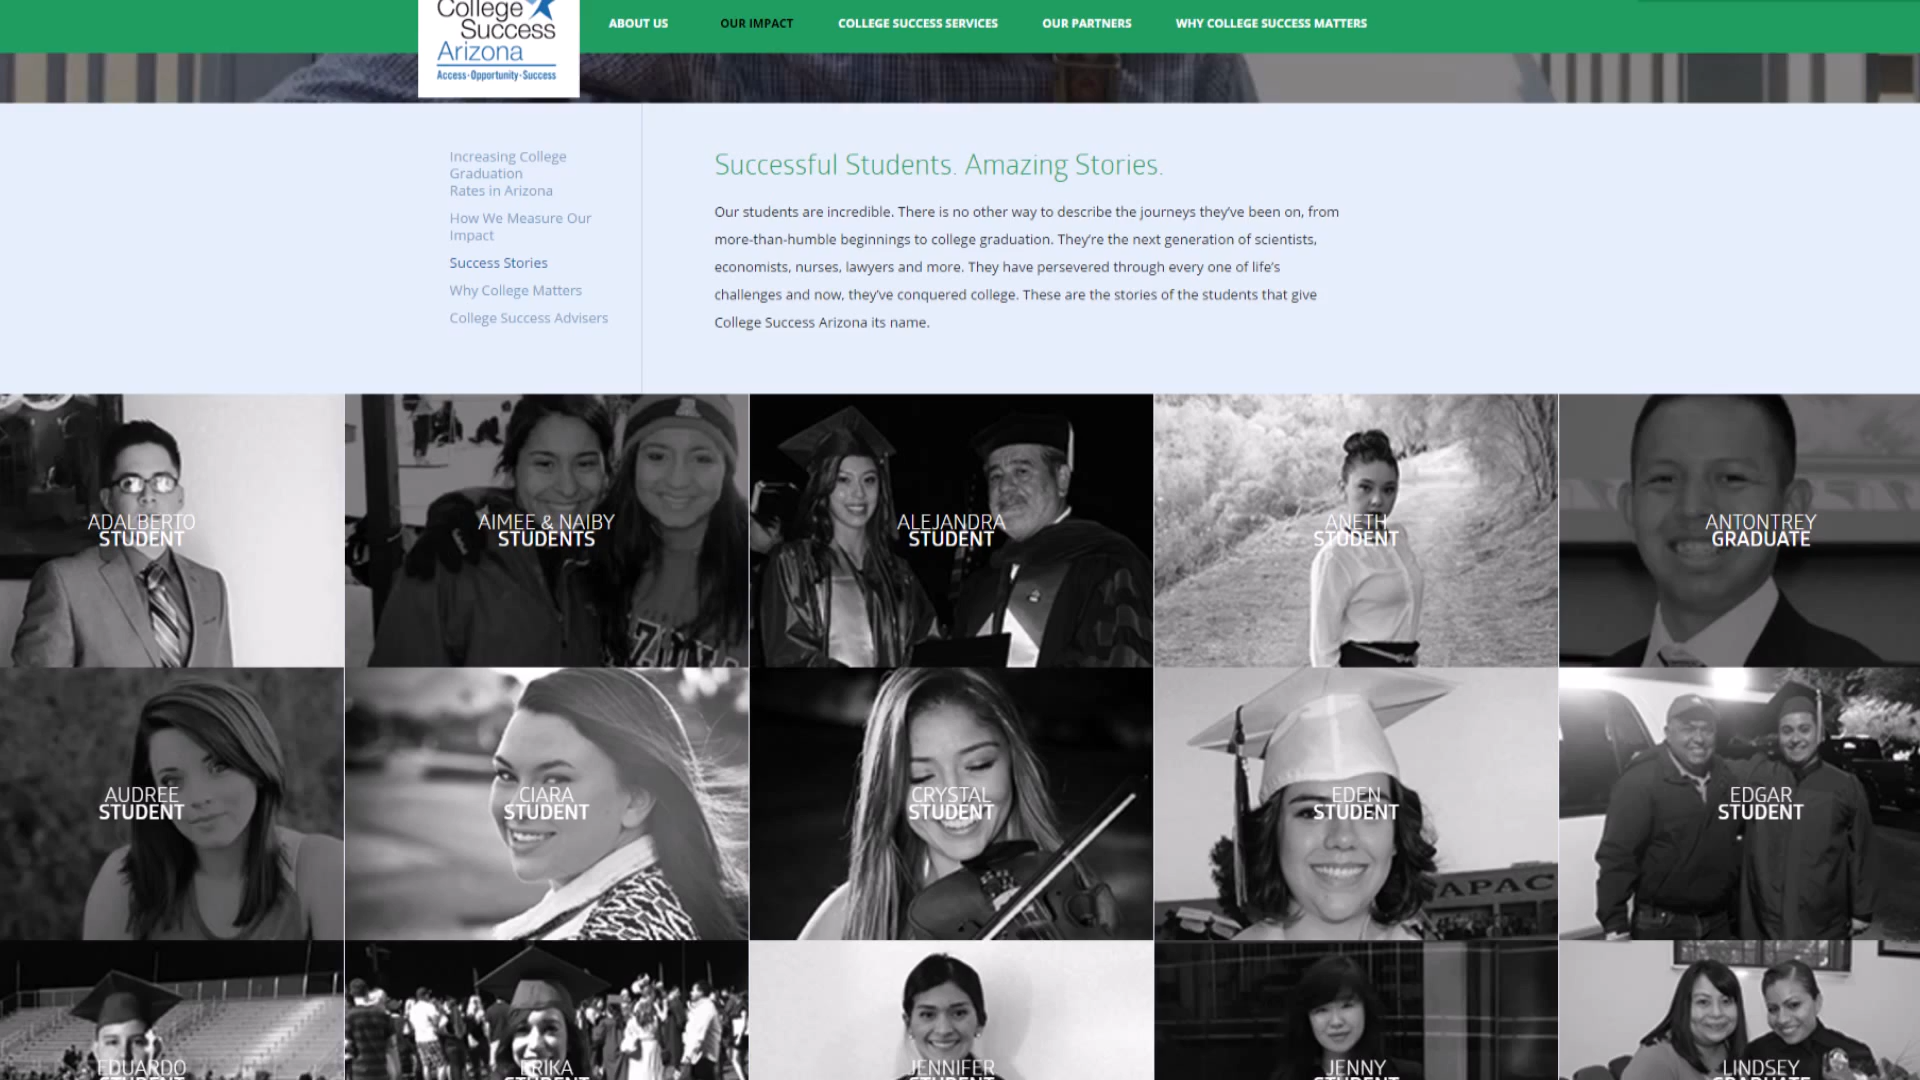 College
Success
Arizona
Access·Opportunity·Success
ABOUT US
OUR IMPACT
COLLEGE SUCCESS SERVICES
OUR PARTNERS
WHY COLLEGE SUCCESS MATTERS
Increasing College
Graduation
Rates in Arizona
How We Measure Our
Impact
Success Stories
Why College Matters
College Success Advisers
Successful Students. Amazing Stories.
Our students are incredible. There is no other way to describe the journeys they've been on, from
more-than-humble beginnings to college graduation. They're the next generation of scientists,
economists, nurses, lawyers and more. They have persevered through every one of life's
challenges and now, they've conquered college. These are the stories of the students that give
College Success Arizona its name.
ADALBERTO
STUDENT
AIMEE & NAIBY
STUDENTS
ALEJANDRA
STUDENT
ANETH
STUDENT
ANTONTREY
GRADUATE
AUDREE
STUDENT
CIARA
STUDENT
CRYSTAL
STUDENT
EDEN
STUDENT
APAC
EDGAR
STUDENT
EDUARDO
STUDENT
ERIKA
STUDENT
JENNIFER
STUDENT
JENNY
STUDENT
LINDSEY
GRADUATE